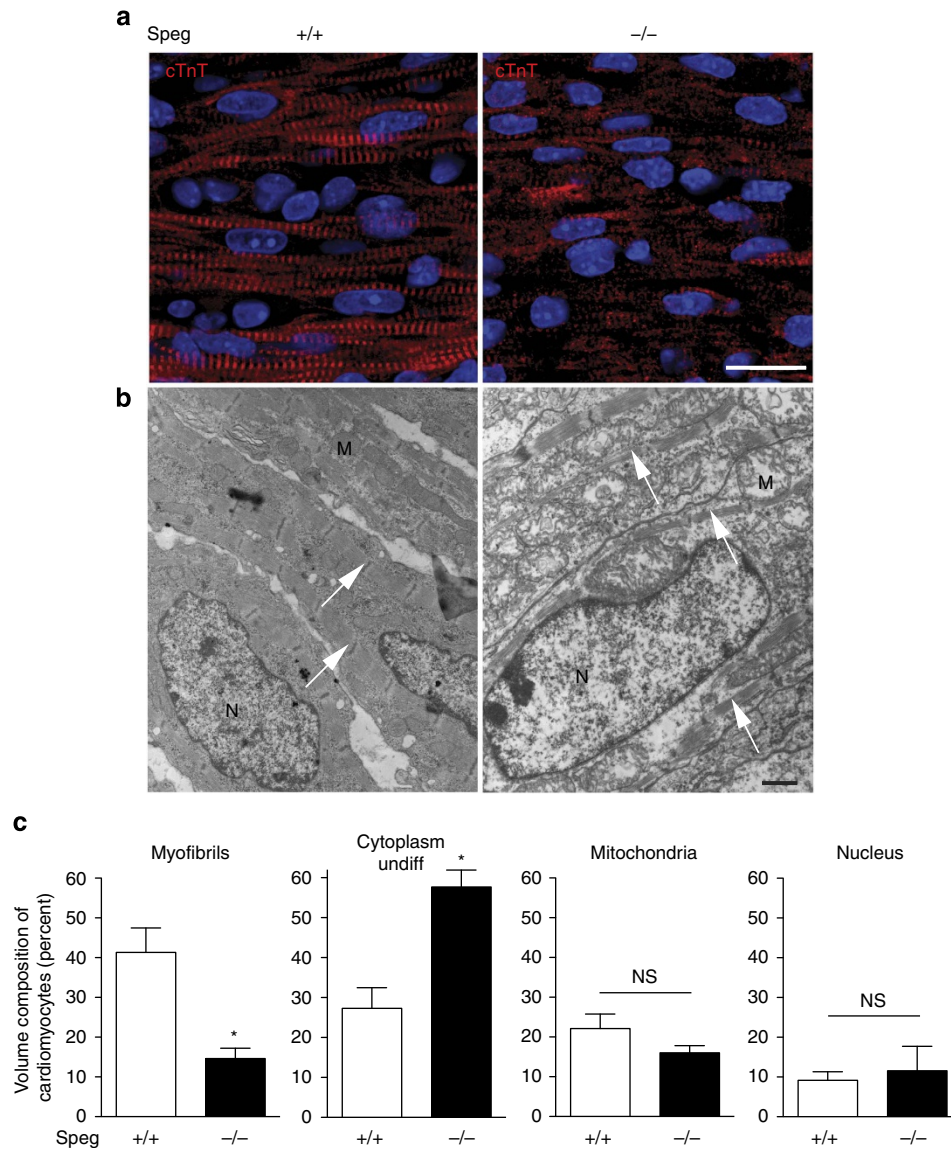 a
Speg +/+ –/–
cTnT cTnT
b
M M
N N
c
Myofibrils
Cytoplasm
undiff
Mitochondria
Nucleus
Volume composition of
cardiomyocytes (percent)
60 50 40 30 20 10 0
*
60 50 40 30 20 10 0
*
60 50 40 30 20 10 0
NS
60 50 40 30 20 10 0
NS
Speg +/+ –/– +/+ –/– +/+ –/– +/+ –/–